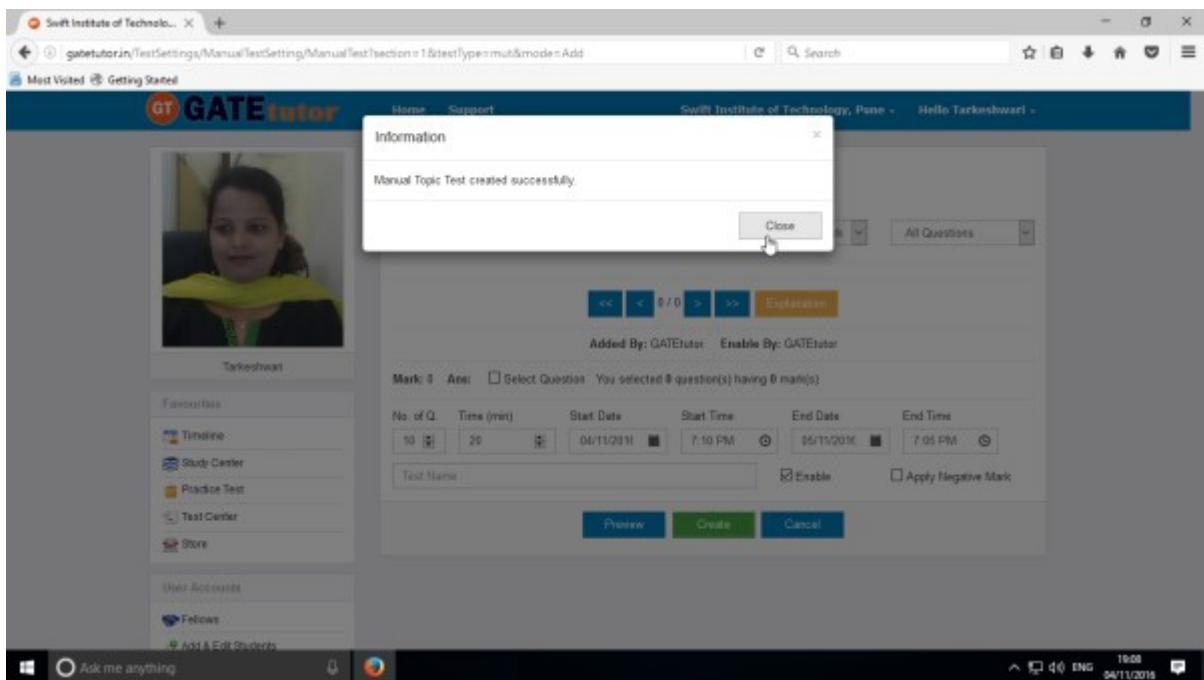 Swift Institute of Technolo...
gatetutor.in/TestSettings/ManualTestSetting/ManualTest?section=1&testType=mut&mode=Add
Search
Most Visited Getting Started
GT GATEtutor Home Support Swift Institute of Technology, Pune Hello Tarkeshwari
Information
Manual Topic Test created successfully.
Close
All Questions
<< < 0 / 0 > >> Explanation
Added By: GATEtutor Enable By: GATEtutor
Tarkeshwari
Mark: 0 Ans: Select Question You selected 0 question(s) having 0 mark(s)
Favourites
No. of Q. Time (min) Start Date Start Time End Date End Time
Timeline
10 20 04/11/2016 7:10 PM 05/11/2016 7:05 PM
Study Center
Test Name Enable Apply Negative Mark
Practice Test
Test Center
Preview Create Cancel
Store
User Accounts
Fellows
Add & Edit Students
Ask me anything
ENG
19:08
04/11/2016